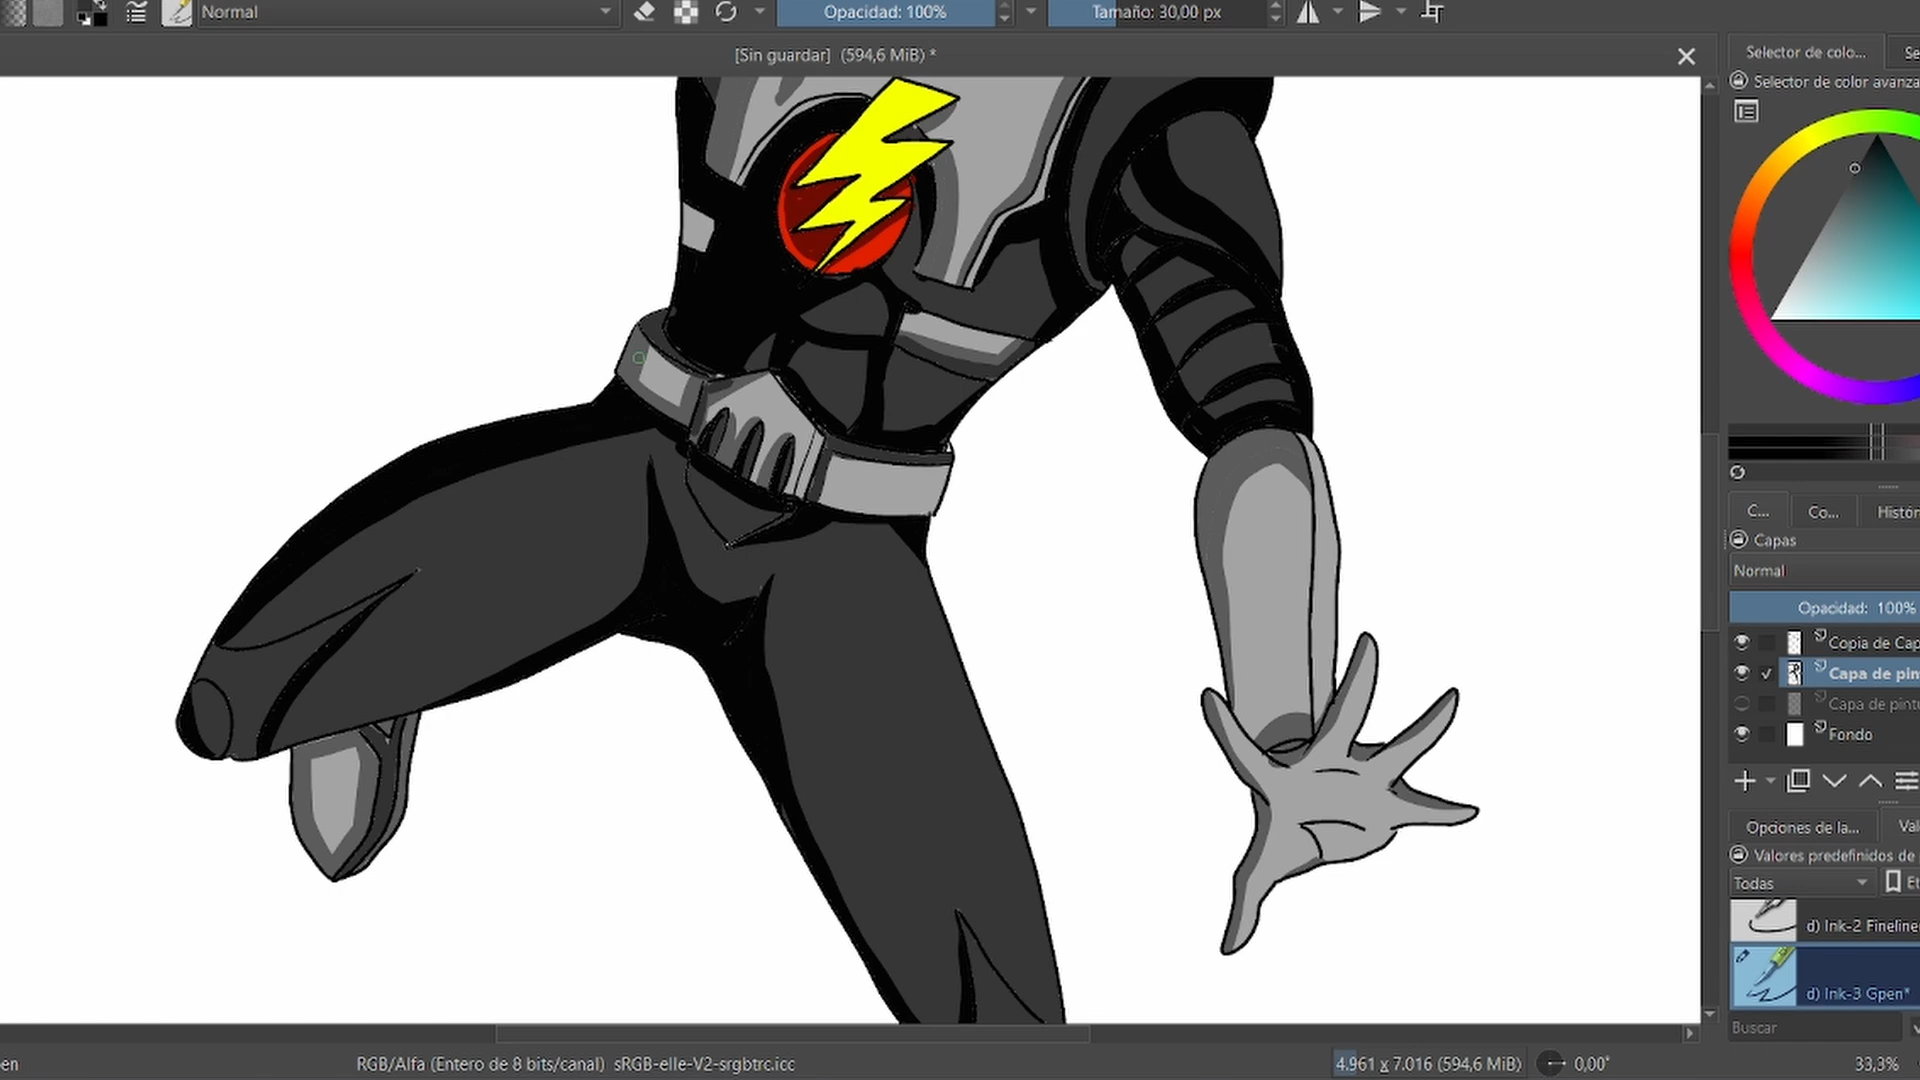 Normal
Opacidad: 100%
Tamaño: 30,00 px
[Sin guardar] (594,6 MiB) *
Selector de colo...
Se
Selector de color avanza
C...
Co...
Histór
Capas
Normal
Opacidad: 100%
Copia de Cap
Capa de pin
Capa de pintu
Fondo
Opciones de la...
Val
Valores predefinidos de
Todas
Et
d) Ink-2 Fineline
d) Ink-3 Gpen*
Buscar
en
RGB/Alfa (Entero de 8 bits/canal) sRGB-elle-V2-srgbtrc.icc
4.961 x 7.016 (594,6 MiB)
0,00°
33,3%